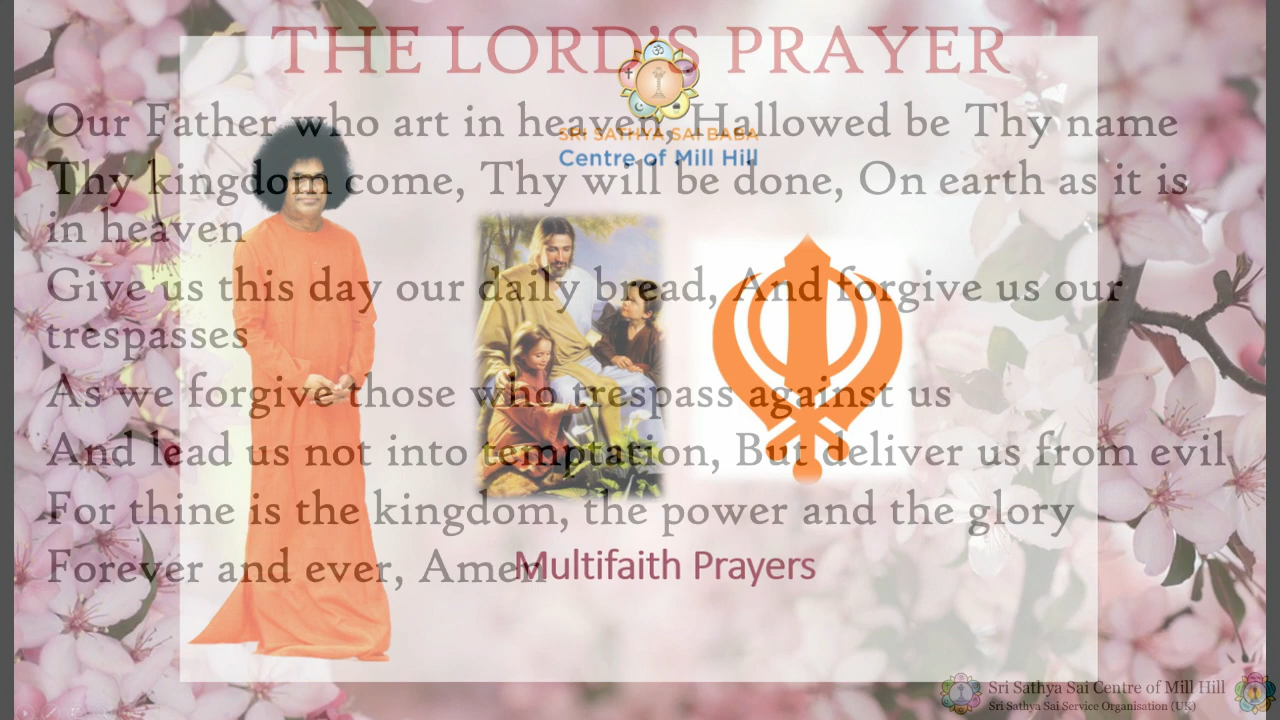 THE LORD'S PRAYER
SRI SATHYA SAI BABA
Centre of Mill Hill
Our Father who art in heaven, Hallowed be Thy name
Thy kingdom come, Thy will be done, On earth as it is
in heaven
Give us this day our daily bread, And forgive us our
trespasses
As we forgive those who trespass against us
And lead us not into temptation, But deliver us from evil
For thine is the kingdom, the power and the glory
Forever and ever, Amen
Multifaith Prayers
Sri Sathya Sai Centre of Mill Hill
Sri Sathya Sai Service Organisation (UK)